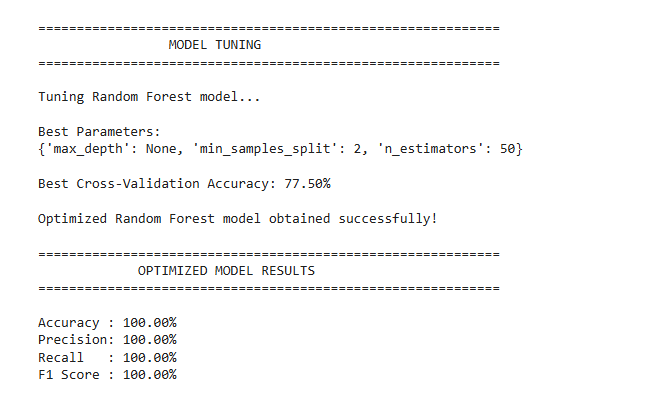 ============================================================
MODEL TUNING
============================================================
Tuning Random Forest model...
Best Parameters:
{'max_depth': None, 'min_samples_split': 2, 'n_estimators': 50}
Best Cross-Validation Accuracy: 77.50%
Optimized Random Forest model obtained successfully!
============================================================
OPTIMIZED MODEL RESULTS
============================================================
Accuracy : 100.00%
Precision: 100.00%
Recall   : 100.00%
F1 Score : 100.00%